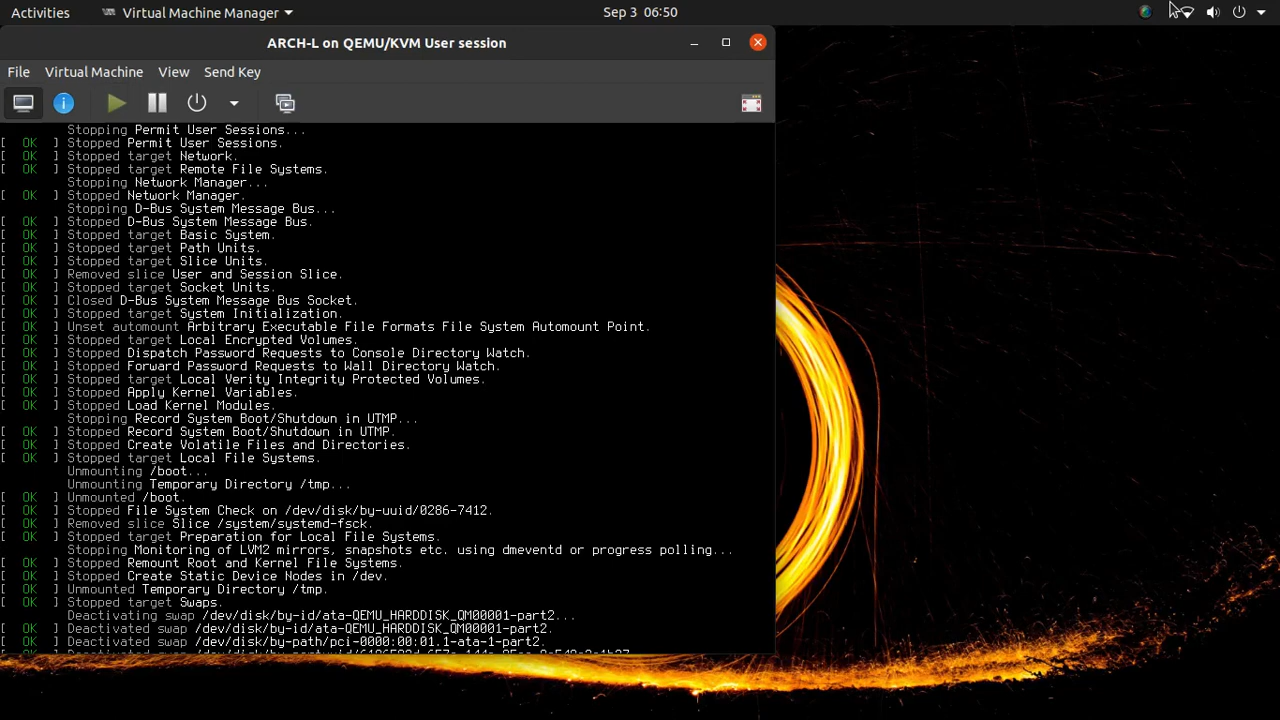 Activities Virtual Machine Manager Sep 3 06:50
ARCH-L on QEMU/KVM User session
File Virtual Machine View Send Key
Stopping Permit User Sessions...
[ OK ] Stopped Permit User Sessions.
[ OK ] Stopped target Network.
[ OK ] Stopped target Remote File Systems.
Stopping Network Manager...
[ OK ] Stopped Network Manager.
Stopping D-Bus System Message Bus...
[ OK ] Stopped D-Bus System Message Bus.
[ OK ] Stopped target Basic System.
[ OK ] Stopped target Path Units.
[ OK ] Stopped target Slice Units.
[ OK ] Removed slice User and Session Slice.
[ OK ] Stopped target Socket Units.
[ OK ] Closed D-Bus System Message Bus Socket.
[ OK ] Stopped target System Initialization.
[ OK ] Unset automount Arbitrary Executable File Formats File System Automount Point.
[ OK ] Stopped target Local Encrypted Volumes.
[ OK ] Stopped Dispatch Password Requests to Console Directory Watch.
[ OK ] Stopped Forward Password Requests to Wall Directory Watch.
[ OK ] Stopped target Local Verity Integrity Protected Volumes.
[ OK ] Stopped Apply Kernel Variables.
[ OK ] Stopped Load Kernel Modules.
Stopping Record System Boot/Shutdown in UTMP...
[ OK ] Stopped Record System Boot/Shutdown in UTMP.
[ OK ] Stopped Create Volatile Files and Directories.
[ OK ] Stopped target Local File Systems.
Unmounting /boot...
Unmounting Temporary Directory /tmp...
[ OK ] Unmounted /boot.
[ OK ] Stopped File System Check on /dev/disk/by-uuid/0286-7412.
[ OK ] Removed slice Slice /system/systemd-fsck.
[ OK ] Stopped target Preparation for Local File Systems.
Stopping Monitoring of LVM2 mirrors, snapshots etc. using dmeventd or progress polling...
[ OK ] Stopped Remount Root and Kernel File Systems.
[ OK ] Stopped Create Static Device Nodes in /dev.
[ OK ] Unmounted Temporary Directory /tmp.
[ OK ] Stopped target Swaps.
Deactivating swap /dev/disk/by-id/ata-QEMU_HARDDISK_QM00001-part2...
[ OK ] Deactivated swap /dev/disk/by-id/ata-QEMU_HARDDISK_QM00001-part2.
[ OK ] Deactivated swap /dev/disk/by-path/pci-0000:00:01.1-ata-1-part2.